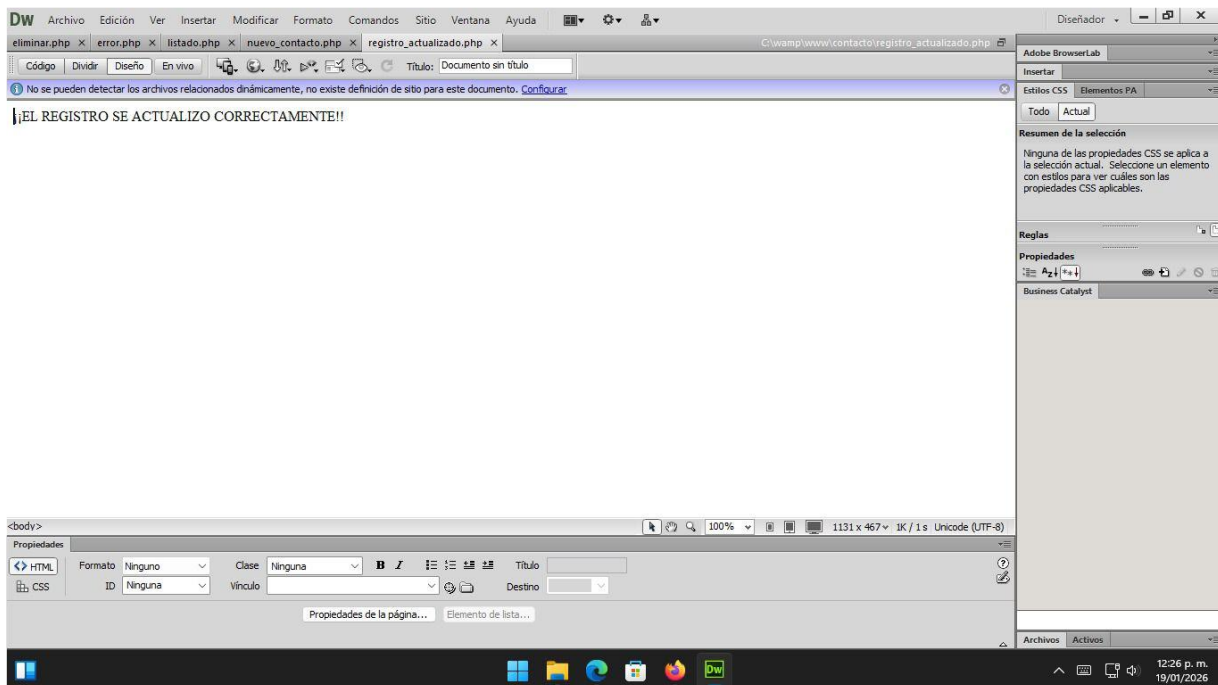 DW Archivo Edición Ver Insertar Modificar Formato Comandos Sitio Ventana Ayuda Diseñador
eliminar.php × error.php × listado.php × nuevo_contacto.php × registro_actualizado.php × C:\wamp\www\contacto\registro_actualizado.php
Código Dividir Diseño En vivo Título: Documento sin título
No se pueden detectar los archivos relacionados dinámicamente, no existe definición de sitio para este documento. Configurar
¡¡EL REGISTRO SE ACTUALIZO CORRECTAMENTE!!
Adobe BrowserLab
Insertar
Estilos CSS Elementos PA
Todo Actual
Resumen de la selección
Ninguna de las propiedades CSS se aplica a
la selección actual. Seleccione un elemento
con estilos para ver cuáles son las
propiedades CSS aplicables.
Reglas
Propiedades
Business Catalyst
<body> 100% 1131 x 467 1K / 1 s Unicode (UTF-8)
Propiedades
<> HTML Formato Ninguno Clase Ninguna B I Título
CSS ID Ninguna Vínculo Destino
Propiedades de la página... Elemento de lista...
Archivos Activos
Dw
12:26 p. m.
19/01/2026